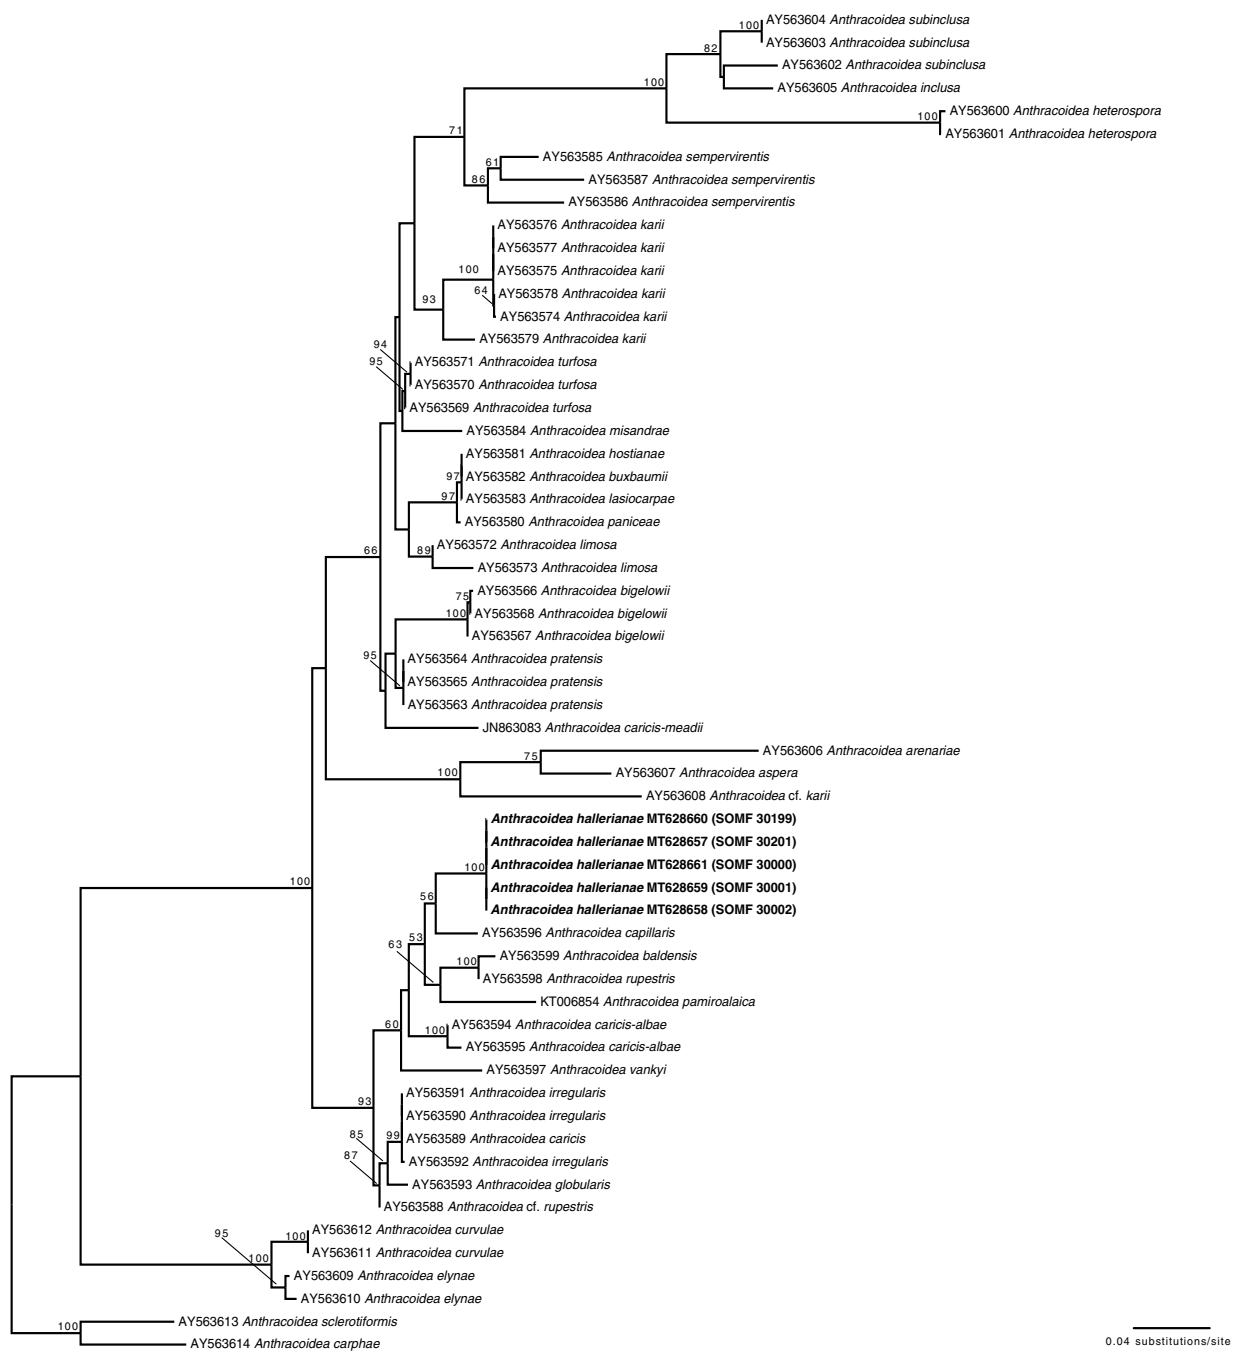 100
AY563604 Anthracoidea subinclusa
AY563603 Anthracoidea subinclusa
82
AY563602 Anthracoidea subinclusa
100
AY563605 Anthracoidea inclusa
100
AY563600 Anthracoidea heterospora
AY563601 Anthracoidea heterospora
71
AY563585 Anthracoidea sempervirentis
61
86
AY563587 Anthracoidea sempervirentis
AY563586 Anthracoidea sempervirentis
AY563576 Anthracoidea karii
AY563577 Anthracoidea karii
100
AY563575 Anthracoidea karii
64
AY563578 Anthracoidea karii
93
AY563574 Anthracoidea karii
AY563579 Anthracoidea karii
94
95
AY563571 Anthracoidea turfosa
AY563570 Anthracoidea turfosa
AY563569 Anthracoidea turfosa
AY563584 Anthracoidea misandrae
AY563581 Anthracoidea hostianae
97
AY563582 Anthracoidea buxbaumii
97
AY563583 Anthracoidea lasiocarpae
AY563580 Anthracoidea paniceae
AY563572 Anthracoidea limosa
66
89
AY563573 Anthracoidea limosa
AY563566 Anthracoidea bigelowii
75
100
AY563568 Anthracoidea bigelowii
AY563567 Anthracoidea bigelowii
95
AY563564 Anthracoidea pratensis
AY563565 Anthracoidea pratensis
AY563563 Anthracoidea pratensis
JN863083 Anthracoidea caricis-meadii
AY563606 Anthracoidea arenariae
75
100
AY563607 Anthracoidea aspera
AY563608 Anthracoidea cf. karii
Anthracoidea hallerianae MT628660 (SOMF 30199)
Anthracoidea hallerianae MT628657 (SOMF 30201)
100
Anthracoidea hallerianae MT628661 (SOMF 30000)
100
Anthracoidea hallerianae MT628659 (SOMF 30001)
56
Anthracoidea hallerianae MT628658 (SOMF 30002)
AY563596 Anthracoidea capillaris
53
63
AY563599 Anthracoidea baldensis
100
AY563598 Anthracoidea rupestris
KT006854 Anthracoidea pamiroalaica
60
100
AY563594 Anthracoidea caricis-albae
AY563595 Anthracoidea caricis-albae
AY563597 Anthracoidea vankyi
93
AY563591 Anthracoidea irregularis
AY563590 Anthracoidea irregularis
85
99
AY563589 Anthracoidea caricis
87
AY563592 Anthracoidea irregularis
AY563593 Anthracoidea globularis
AY563588 Anthracoidea cf. rupestris
95
100
AY563612 Anthracoidea curvulae
100
AY563611 Anthracoidea curvulae
AY563609 Anthracoidea elynae
AY563610 Anthracoidea elynae
100
AY563613 Anthracoidea sclerotiformis
AY563614 Anthracoidea carphae
0.04 substitutions/site